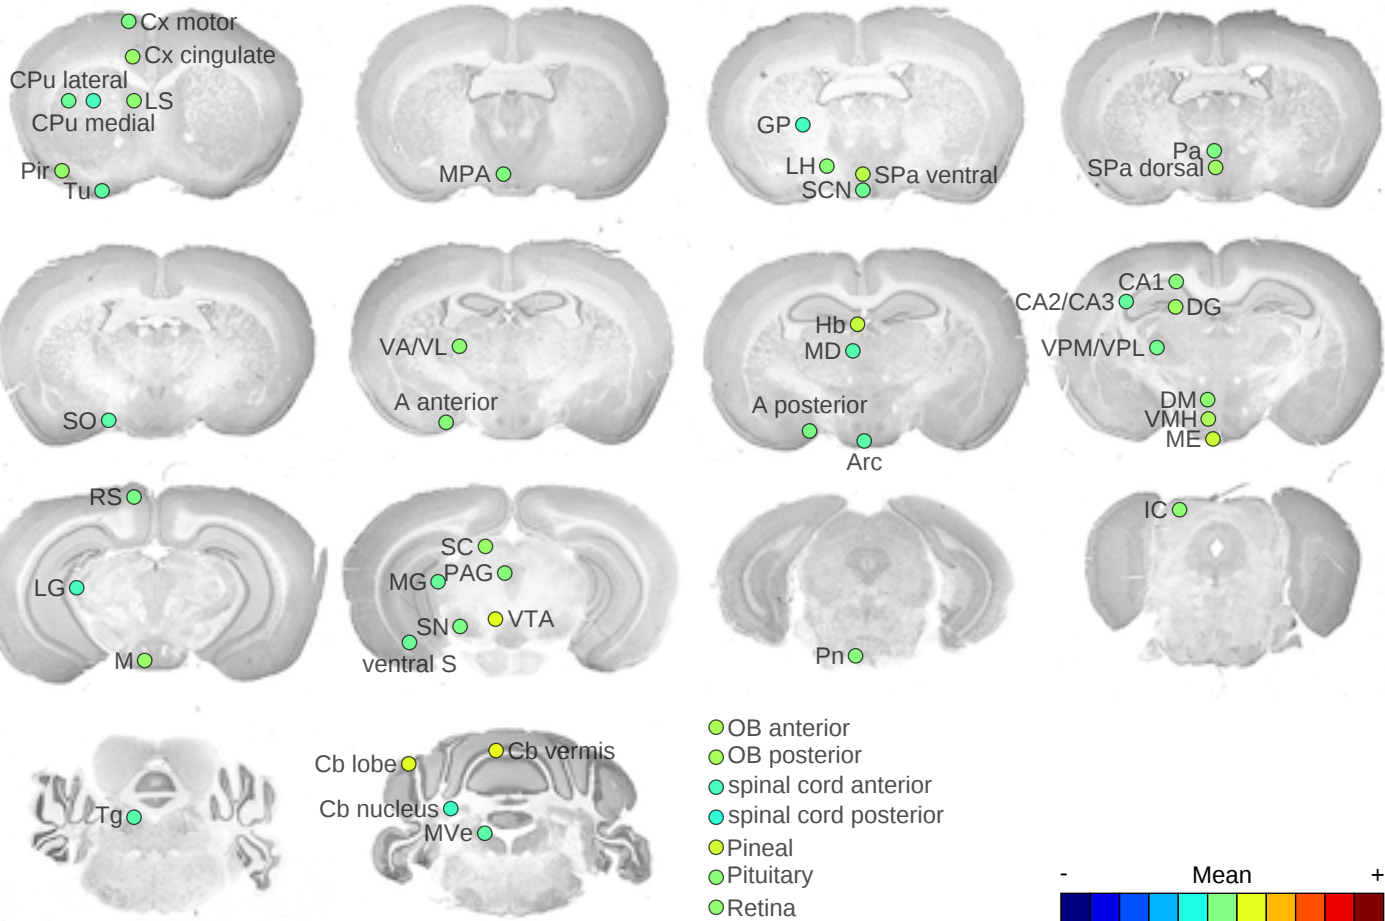 Cx motor
Cx cingulate
CPu lateral
LS
CPu medial
Pir
Tu
MPA
GP
LH
SPa ventral
SCN
Pa
SPa dorsal
SO
VA/VL
A anterior
Hb
MD
A posterior
Arc
CA1
CA2/CA3
DG
VPM/VPL
DM
VMH
ME
RS
LG
M
SC
MG
PAG
SN
VTA
ventral S
Pn
IC
Tg
Cb lobe
Cb vermis
Cb nucleus
MVe
OB anterior
OB posterior
spinal cord anterior
spinal cord posterior
Pineal
Pituitary
Retina
- Mean +